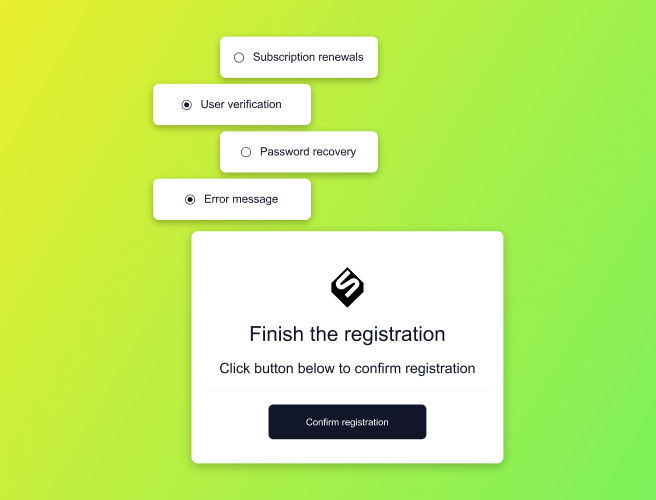 Subscription renewals
User verification
Password recovery
Error message
Finish the registration
Click button below to confirm registration
Confirm registration